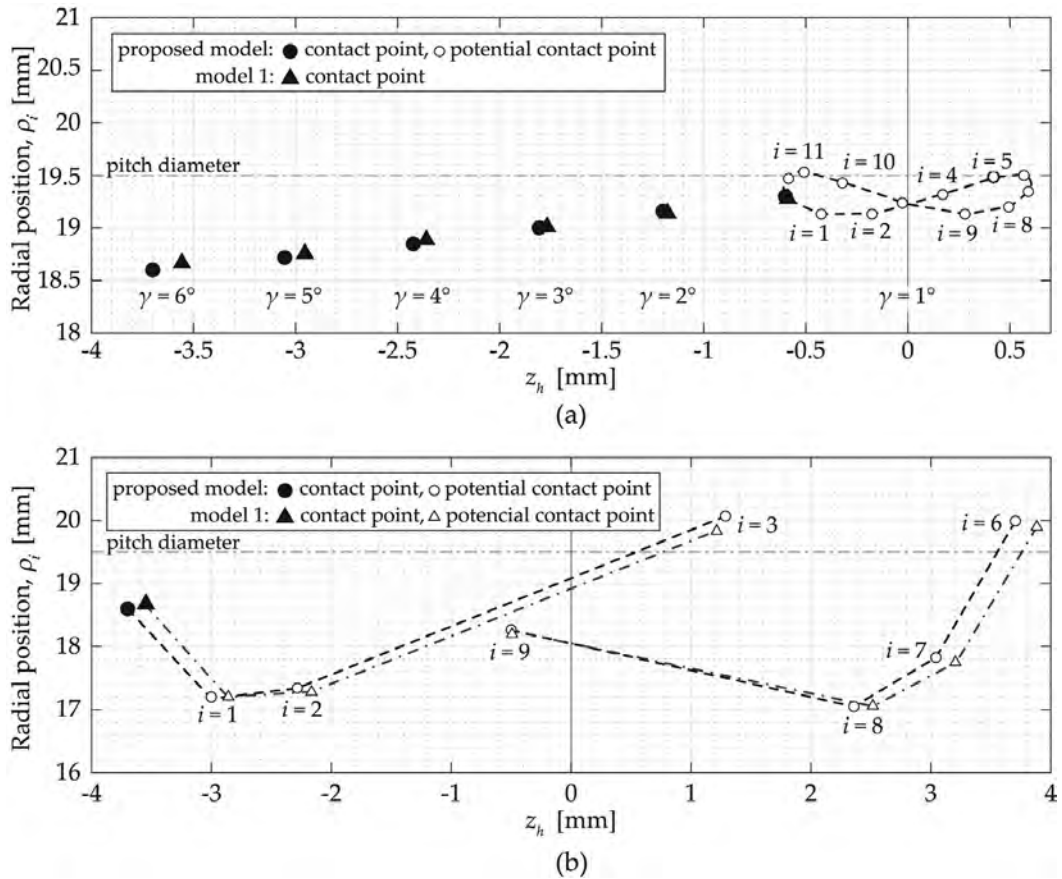 21
20.5
20
19.5
19
18.5
18
Radial position, ρᵢ [mm]
proposed model: ● contact point, ○ potential contact point
model 1: ▲ contact point
pitch diameter
i = 11
i = 10
i = 4
i = 5
i = 1
i = 2
i = 9
i = 8
γ = 6°
γ = 5°
γ = 4°
γ = 3°
γ = 2°
γ = 1°
-4 -3.5 -3 -2.5 -2 -1.5 -1 -0.5 0 0.5
z_h [mm]
(a)
21
20
19
18
17
16
Radial position, ρᵢ [mm]
proposed model: ● contact point, ○ potential contact point
model 1: ▲ contact point, △ potencial contact point
pitch diameter
i = 3
i = 6
i = 9
i = 7
i = 1
i = 2
i = 8
-4 -3 -2 -1 0 1 2 3 4
z_h [mm]
(b)